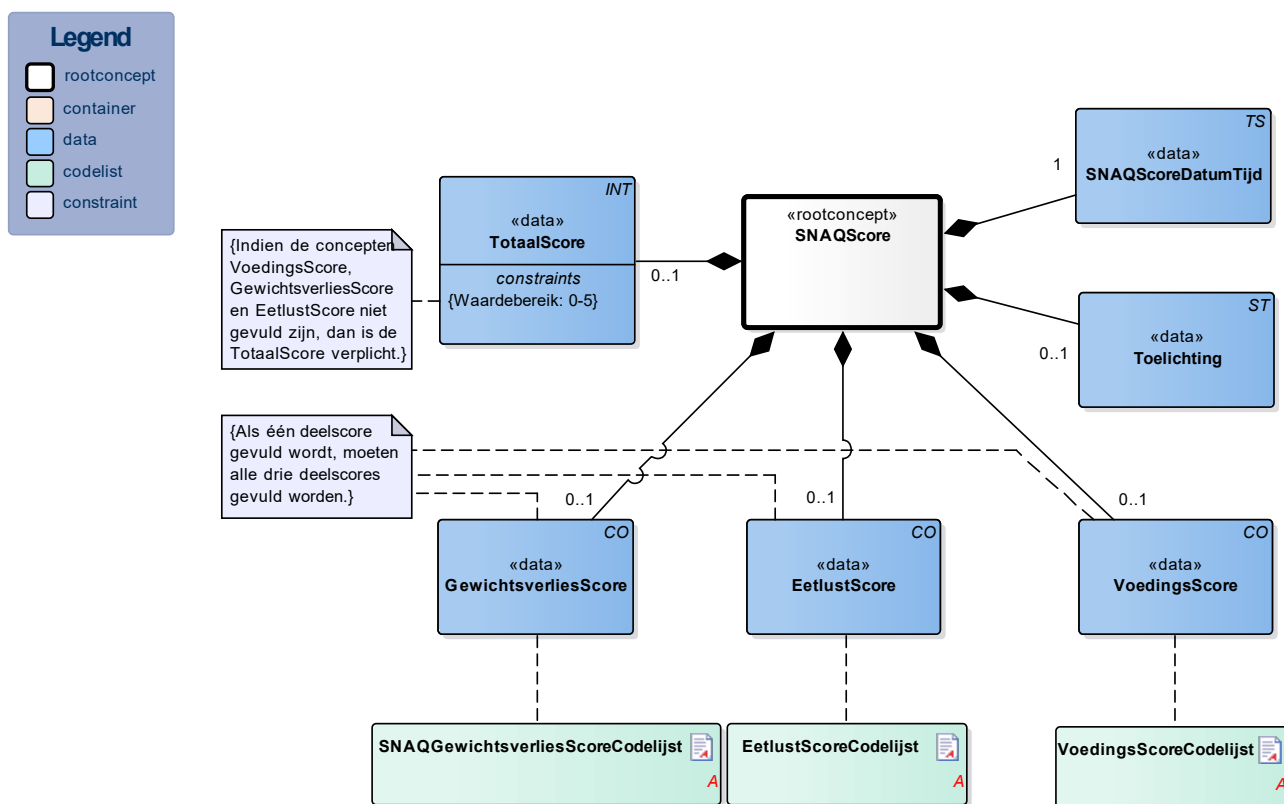 Legend
rootconcept
container
data
codelist
constraint
TS
«data»
SNAQScoreDatumTijd
1
INT
«data»
TotaalScore
constraints
{Waardebereik: 0-5}
0..1
«rootconcept»
SNAQScore
{Indien de concepten
VoedingsScore,
GewichtsverliesScore
en EetlustScore niet
gevuld zijn, dan is de
TotaalScore verplicht.}
ST
«data»
Toelichting
0..1
{Als één deelscore
gevuld wordt, moeten
alle drie deelscores
gevuld worden.}
0..1
0..1
0..1
CO
«data»
GewichtsverliesScore
CO
«data»
EetlustScore
CO
«data»
VoedingsScore
SNAQGewichtsverliesScoreCodelijst
A
EetlustScoreCodelijst
A
VoedingsScoreCodelijst
A